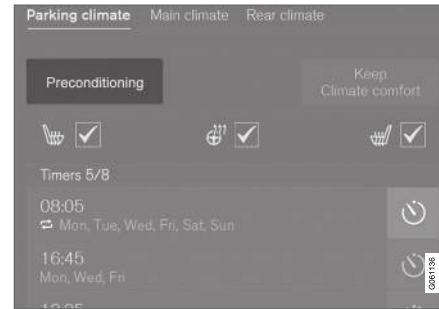 Parking climate Main climate Rear climate
Preconditioning
Keep
Climate comfort
Timers 5/8
08:05
Mon, Tue, Wed, Fri, Sat, Sun
16:45
Mon, Wed, Fri
G061136